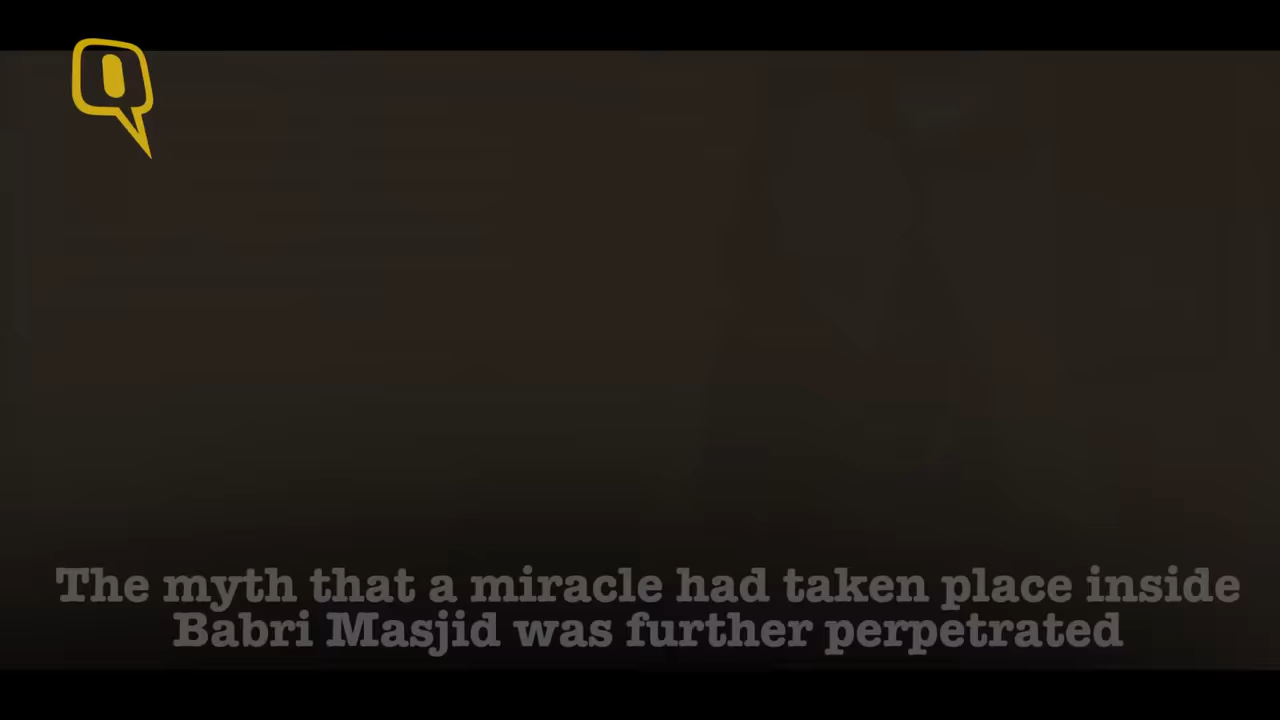 The myth that a miracle had taken place inside
Babri Masjid was further perpetrated